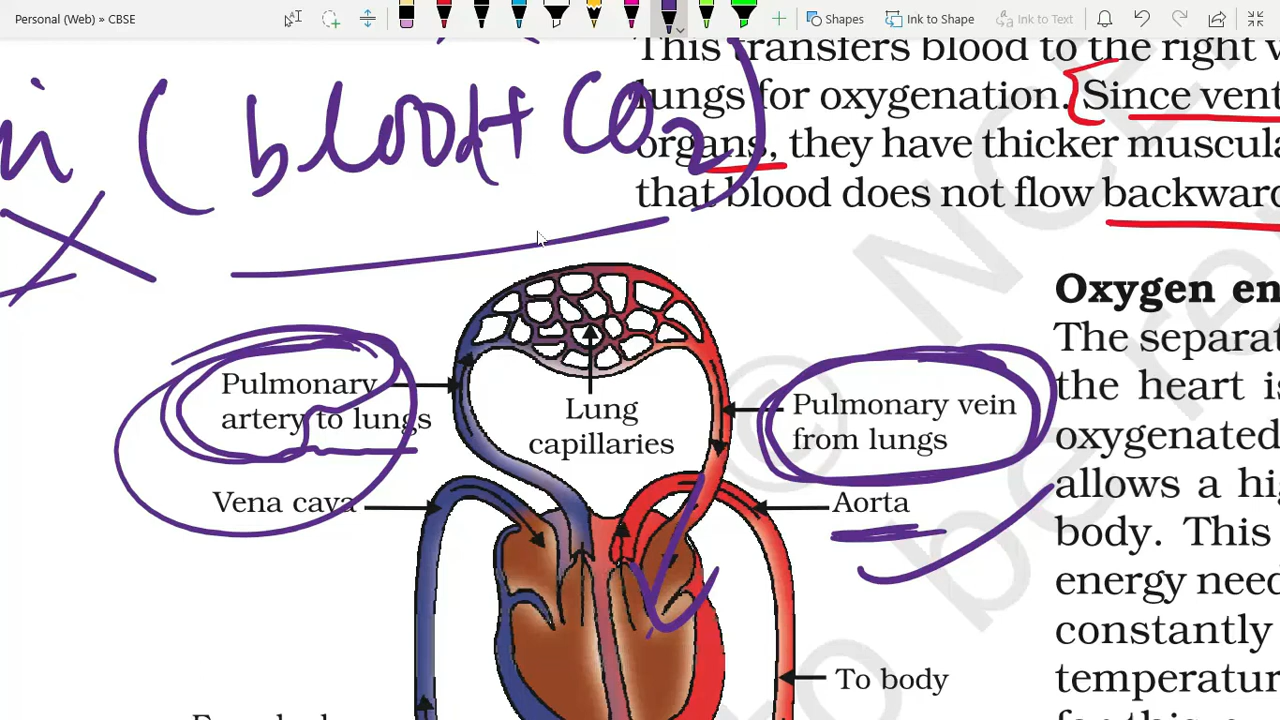 Personal (Web) » CBSE
Shapes
Ink to Shape
Ink to Text
This transfers blood to the right v
lungs for oxygenation. Since vent
organs, they have thicker muscula
that blood does not flow backward
(blood + CO2)
Pulmonary
artery to lungs
Lung
capillaries
Pulmonary vein
from lungs
Vena cava
Aorta
To body
Oxygen en
The separat
the heart is
oxygenated
allows a hi
body. This
energy need
constantly
temperatur